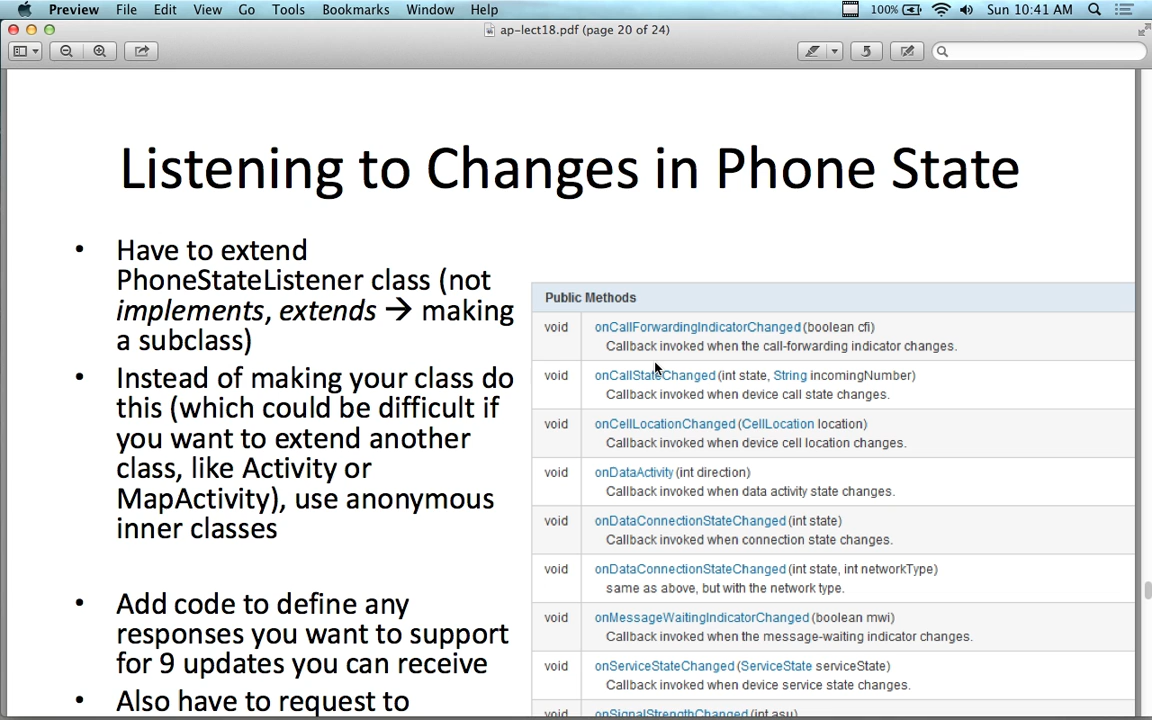 Preview File Edit View Go Tools Bookmarks Window Help 100% Sun 10:41 AM
ap-lect18.pdf (page 20 of 24)
Listening to Changes in Phone State
• Have to extend
PhoneStateListener class (not
implements, extends → making
a subclass)
• Instead of making your class do
this (which could be difficult if
you want to extend another
class, like Activity or
MapActivity), use anonymous
inner classes
• Add code to define any
responses you want to support
for 9 updates you can receive
• Also have to request to
Public Methods
void onCallForwardingIndicatorChanged (boolean cfi)
Callback invoked when the call-forwarding indicator changes.
void onCallStateChanged (int state, String incomingNumber)
Callback invoked when device call state changes.
void onCellLocationChanged (CellLocation location)
Callback invoked when device cell location changes.
void onDataActivity (int direction)
Callback invoked when data activity state changes.
void onDataConnectionStateChanged (int state)
Callback invoked when connection state changes.
void onDataConnectionStateChanged (int state, int networkType)
same as above, but with the network type.
void onMessageWaitingIndicatorChanged (boolean mwi)
Callback invoked when the message-waiting indicator changes.
void onServiceStateChanged (ServiceState serviceState)
Callback invoked when device service state changes.
void onSignalStrengthChanged (int asu)